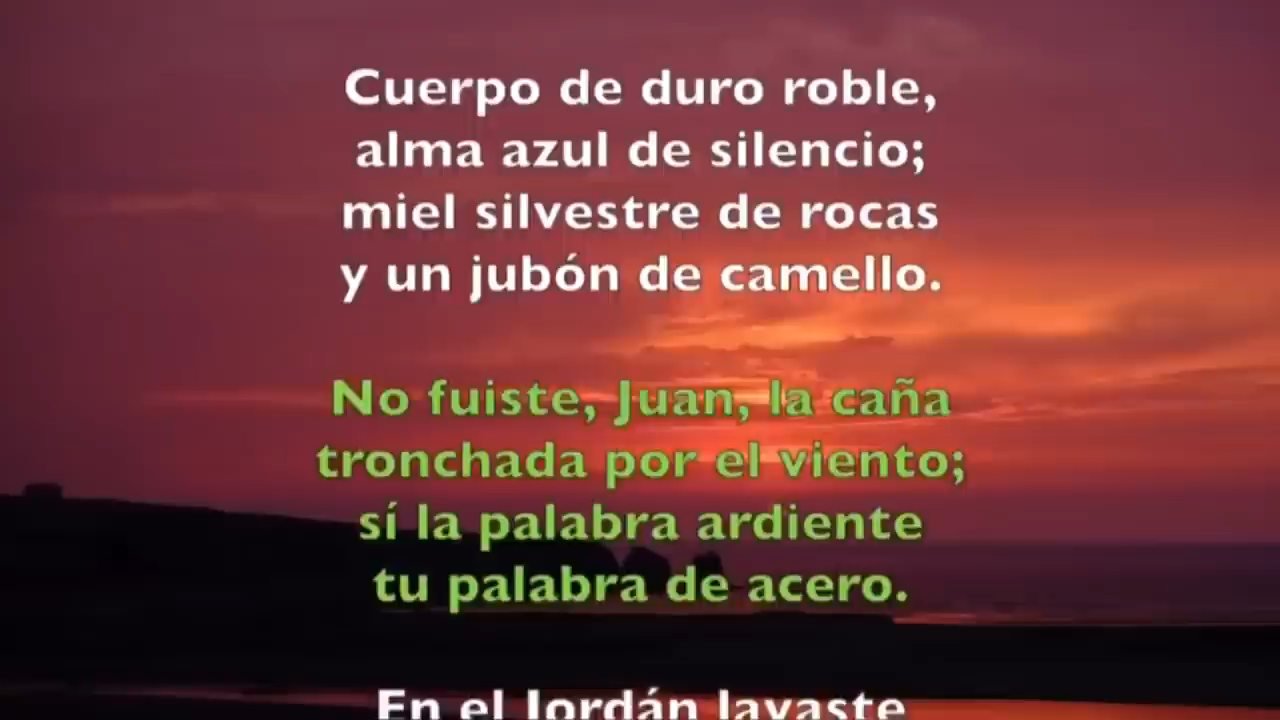 Cuerpo de duro roble,
alma azul de silencio;
miel silvestre de rocas
y un jubón de camello.
No fuiste, Juan, la caña
tronchada por el viento;
sí la palabra ardiente
tu palabra de acero.
En el Jordán lavaste